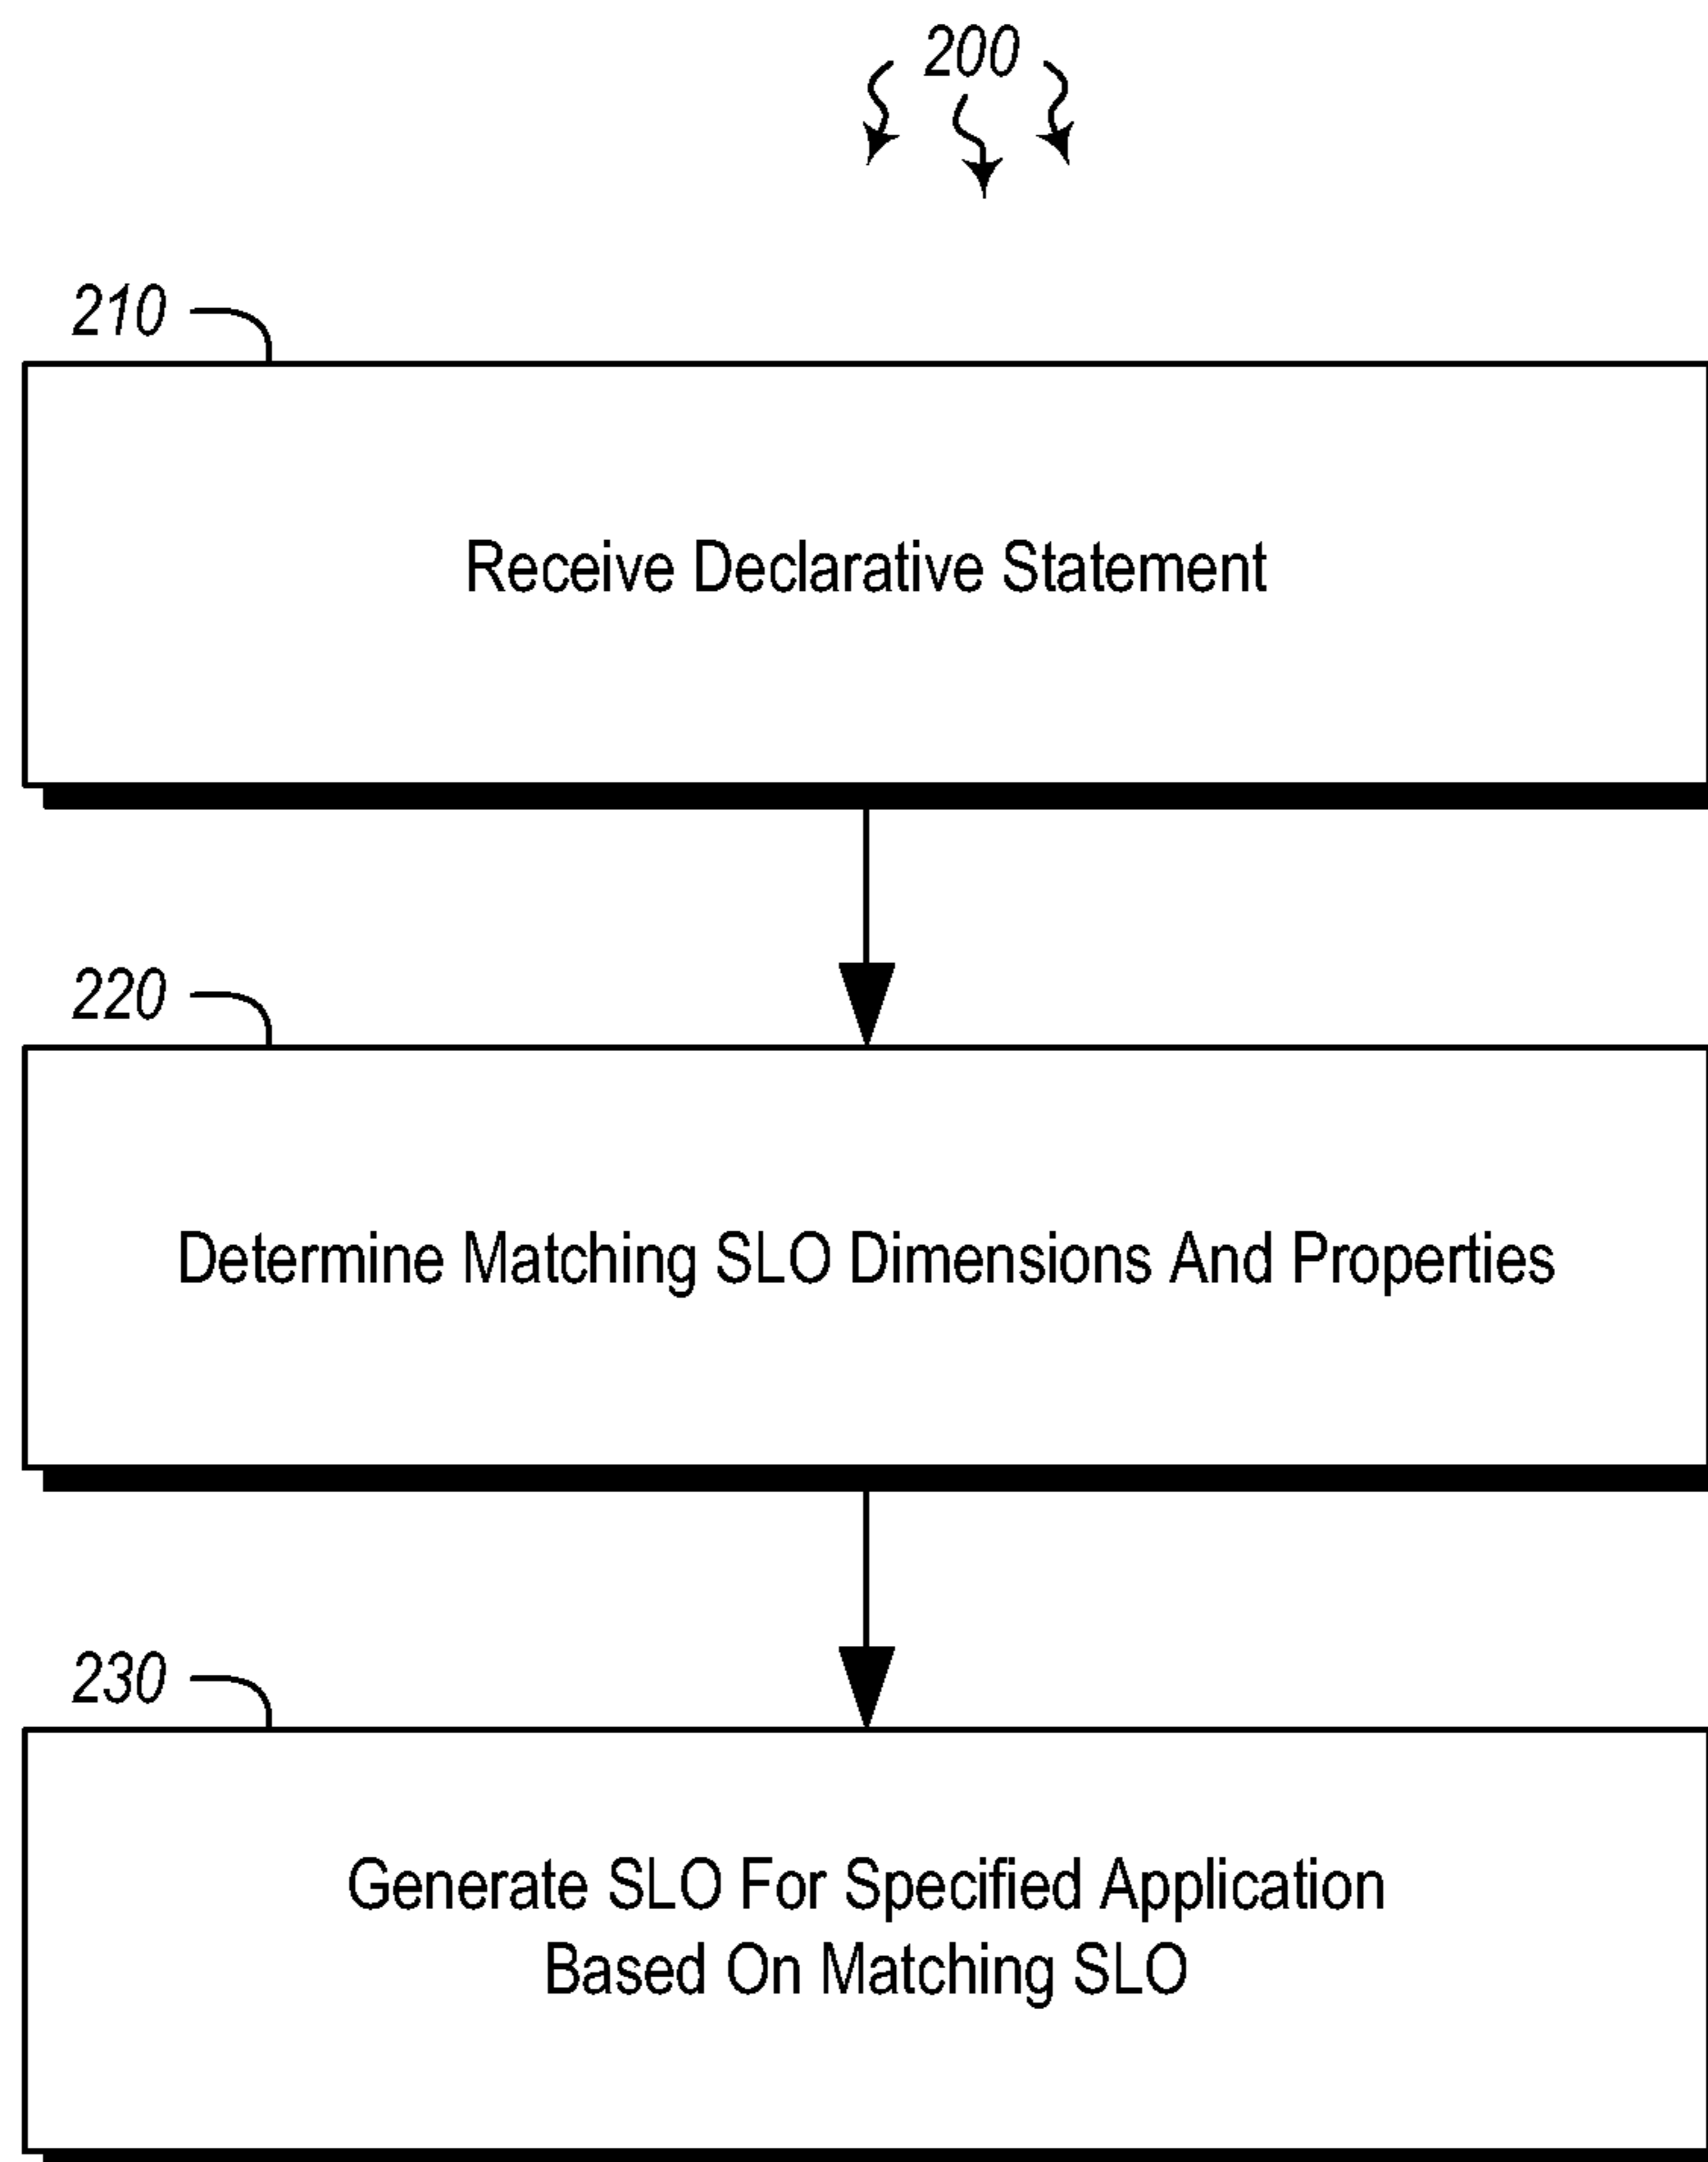 200
210
Receive Declarative Statement
220
Determine Matching SLO Dimensions And Properties
230
Generate SLO For Specified Application
Based On Matching SLO